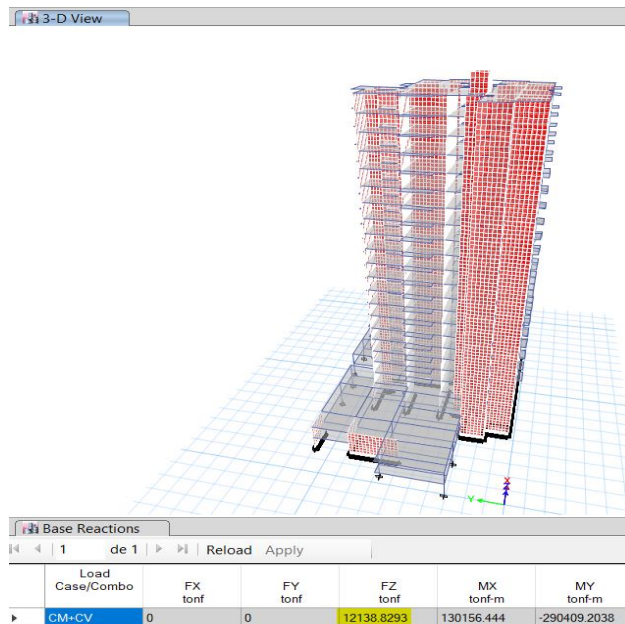 3-D View
X
Y
Base Reactions
1 de 1 Reload Apply
Load Case/Combo FX tonf FY tonf FZ tonf MX tonf-m MY tonf-m
CM+CV 0 0 12138.8293 130156.444 -290409.2038